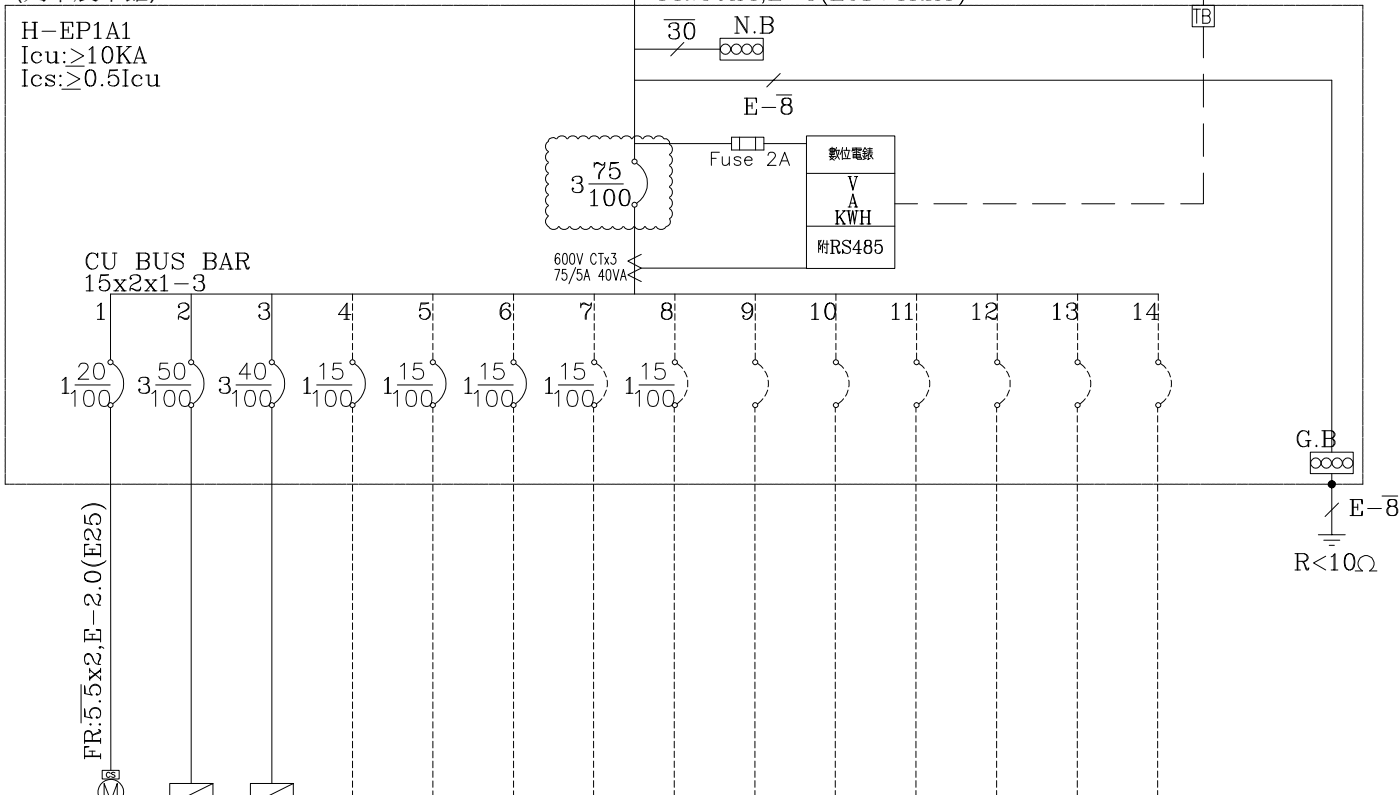 TB
H-EP1A1
Icu:≥10KA
Ics:≥0.5Icu
30
N.B
E-8
Fuse 2A
數位電錶
V
A
KWH
附RS485
3 75/100
600V CTx3
75/5A 40VA
CU BUS BAR
15x2x1-3
1 2 3 4 5 6 7 8 9 10 11 12 13 14
1 20/100 3 50/100 3 40/100 1 15/100 1 15/100 1 15/100 1 15/100 1 15/100
G.B
E-8
R<10Ω
FR:5.5x2,E-2.0(E25)
CS
M